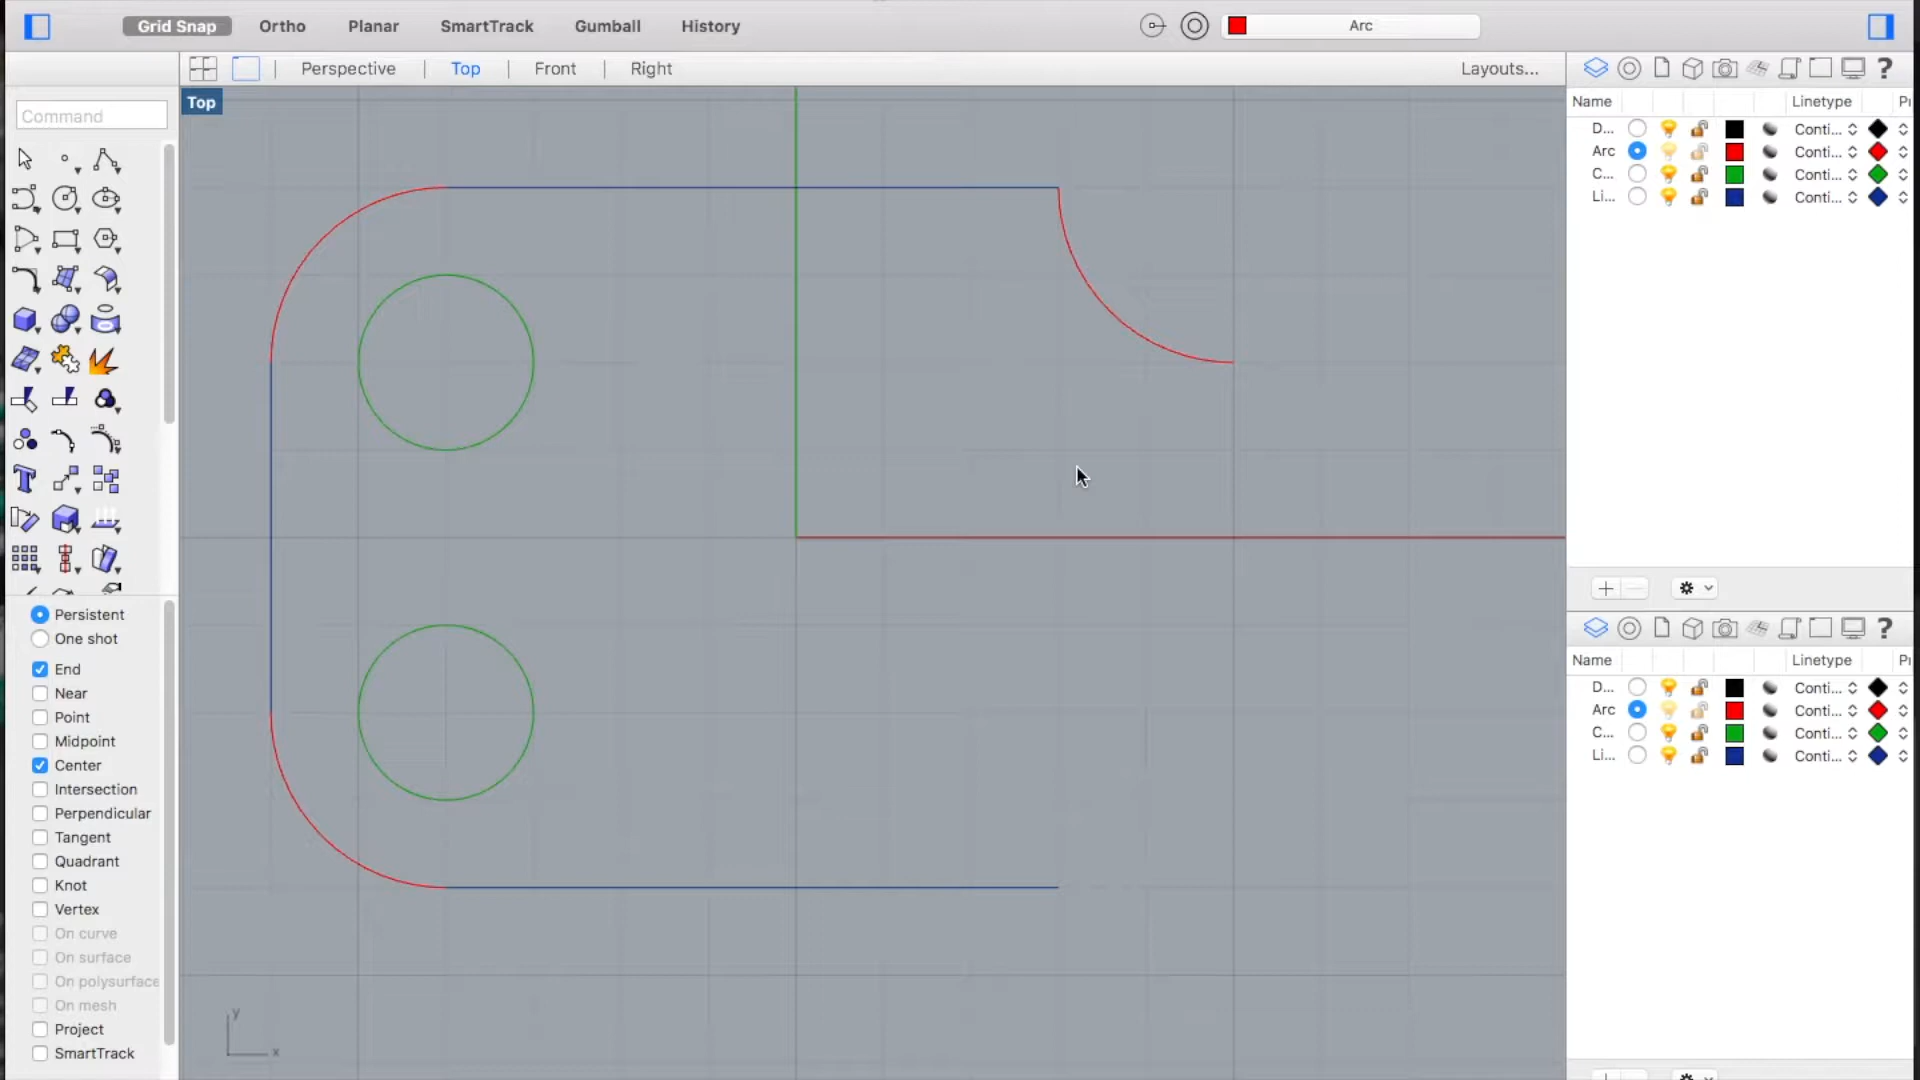 Grid Snap Ortho Planar SmartTrack Gumball History Arc
Perspective Top Front Right Layouts...
Top
Command
Name Linetype
D... Conti...
Arc Conti...
C... Conti...
Li... Conti...
Persistent
One shot
End
Near
Point
Midpoint
Center
Intersection
Perpendicular
Tangent
Quadrant
Knot
Vertex
On curve
On surface
On polysurface
On mesh
Project
SmartTrack
Name Linetype
D... Conti...
Arc Conti...
C... Conti...
Li... Conti...
y
x